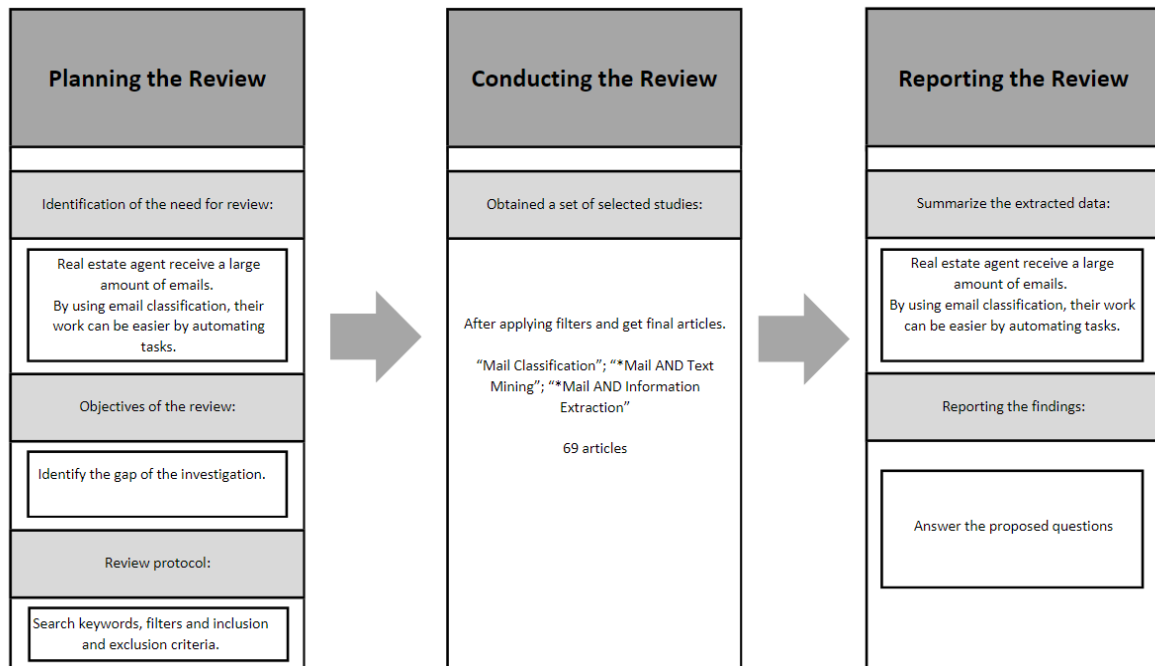 Planning the Review
Identification of the need for review:
Real estate agent receive a large
amount of emails.
By using email classification, their
work can be easier by automating
tasks.
Objectives of the review:
Identify the gap of the investigation.
Review protocol:
Search keywords, filters and inclusion
and exclusion criteria.
Conducting the Review
Obtained a set of selected studies:
After applying filters and get final articles.
“Mail Classification”; “*Mail AND Text
Mining”; “*Mail AND Information
Extraction”
69 articles
Reporting the Review
Summarize the extracted data:
Real estate agent receive a large
amount of emails.
By using email classification, their work
can be easier by automating tasks.
Reporting the findings:
Answer the proposed questions